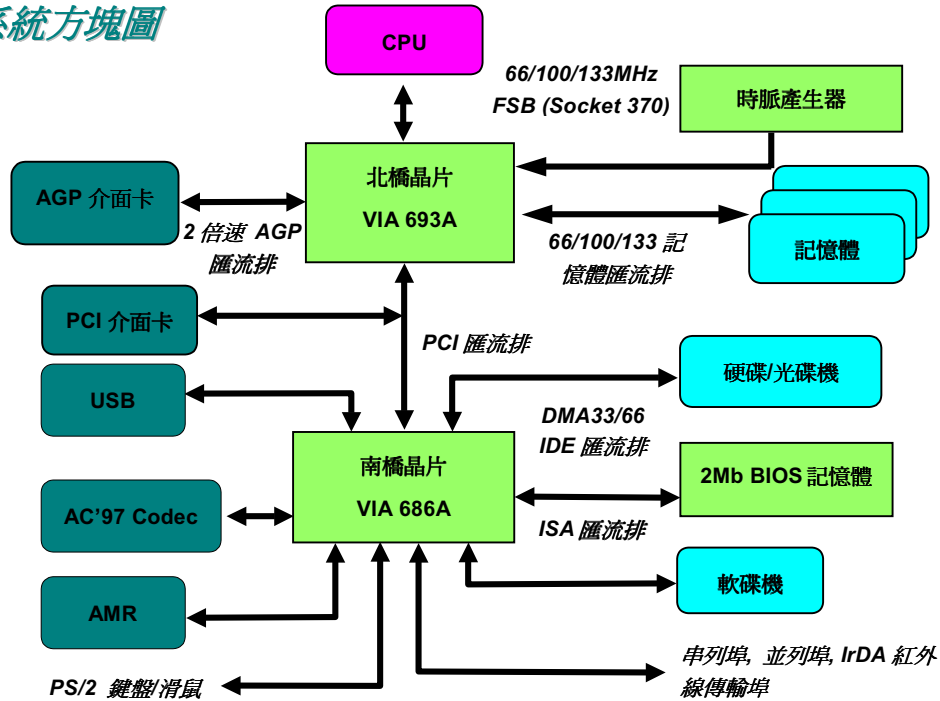 系統方塊圖
CPU
66/100/133MHz
FSB (Socket 370)
時脈產生器
北橋晶片
VIA 693A
AGP 介面卡
2 倍速 AGP
匯流排
66/100/133 記
憶體匯流排
記憶體
PCI 介面卡
PCI 匯流排
硬碟/光碟機
USB
DMA33/66
IDE 匯流排
南橋晶片
VIA 686A
2Mb BIOS 記憶體
AC’97 Codec
ISA 匯流排
軟碟機
AMR
串列埠, 並列埠, IrDA 紅外
線傳輸埠
PS/2 鍵盤/滑鼠